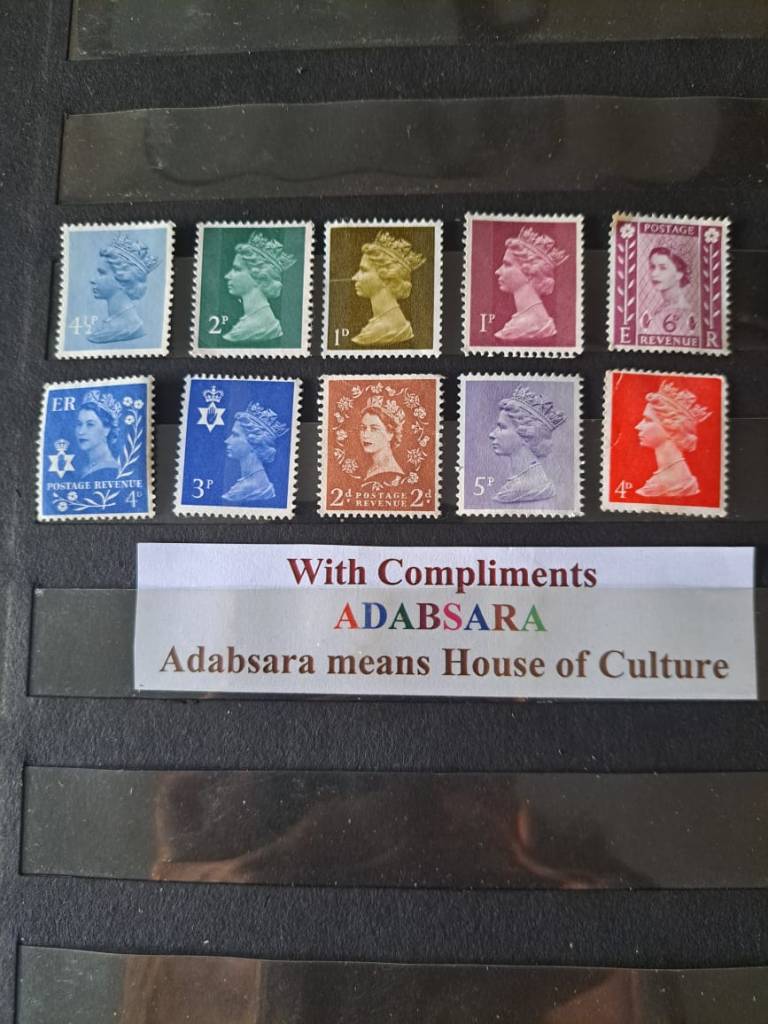 4½P
2P
1D
1P
POSTAGE
6D
E R
REVENUE
ER
POSTAGE REVENUE
4D
3P
2d POSTAGE REVENUE 2d
5P
4D
With Compliments
ADABSARA
Adabsara means House of Culture